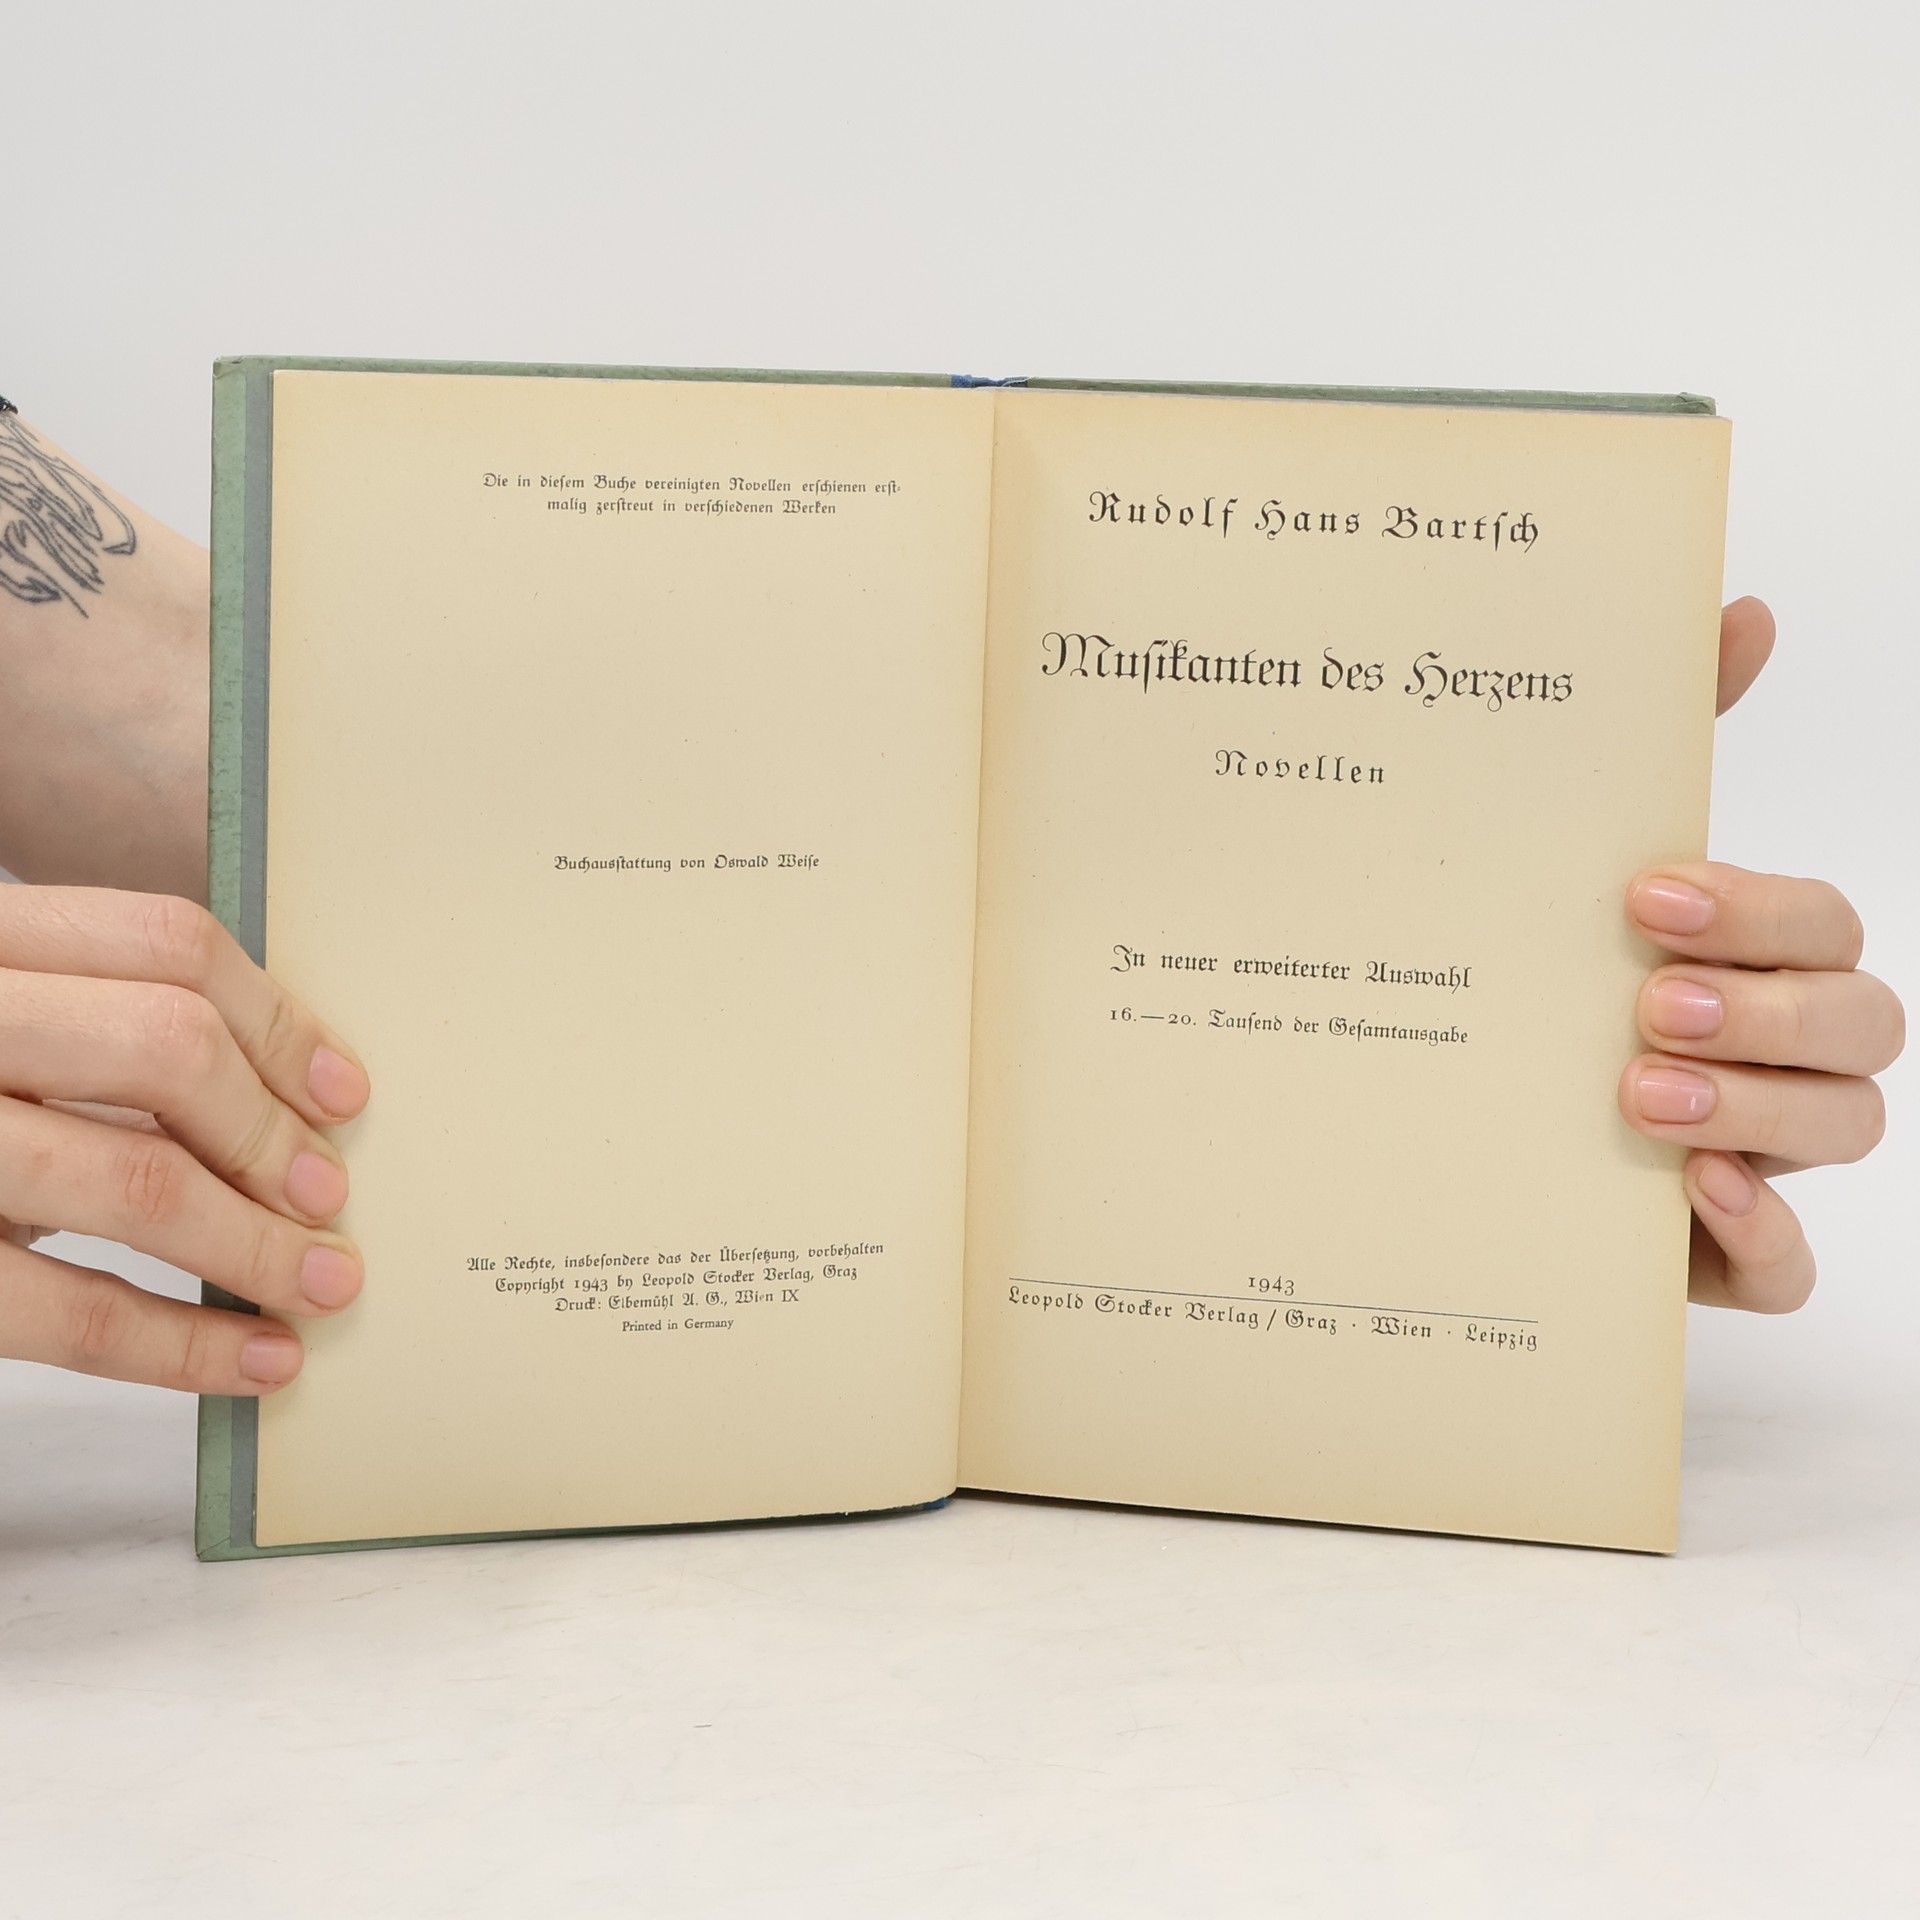 Die in dieſem Buche vereinigten Novellen erſchienen erſt-
malig zerſtreut in verſchiedenen Werken
Buchausſtattung von Oswald Weiſe
Alle Rechte, insbeſondere das der Überſetzung, vorbehalten
Copyright 1943 by Leopold Stocker Verlag, Graz
Druck: Elbemühl A. G., Wien IX
Printed in Germany
Rudolf Hans Bartſch
Muſikanten des Herzens
Novellen
In neuer erweiterter Auswahl
16.—20. Tauſend der Geſamtausgabe
1943
Leopold Stocker Verlag / Graz · Wien · Leipzig